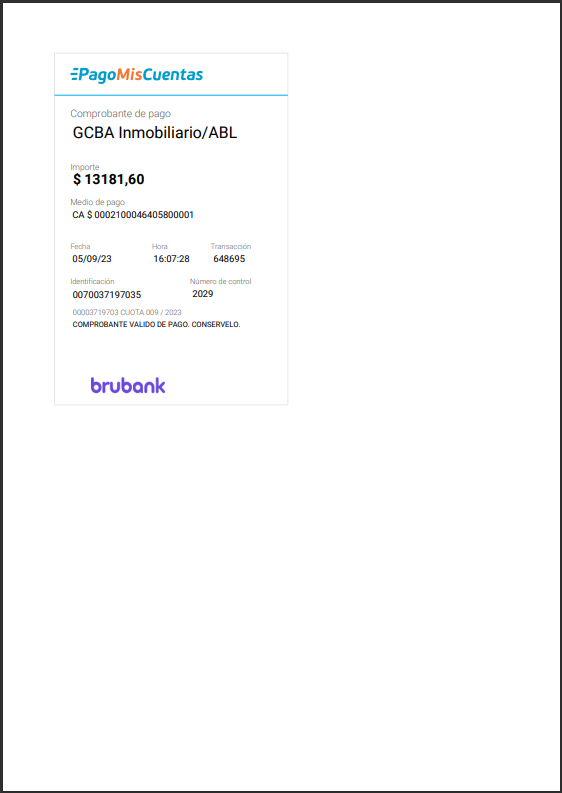 PagoMisCuentas
Comprobante de pago
GCBA Inmobiliario/ABL
Importe
$ 13181,60
Medio de pago
CA $ 0002100046405800001
Fecha Hora Transacción
05/09/23 16:07:28 648695
Identificación Número de control
0070037197035 2029
00003719703 CUOTA 009 / 2023
COMPROBANTE VALIDO DE PAGO. CONSERVELO.
brubank